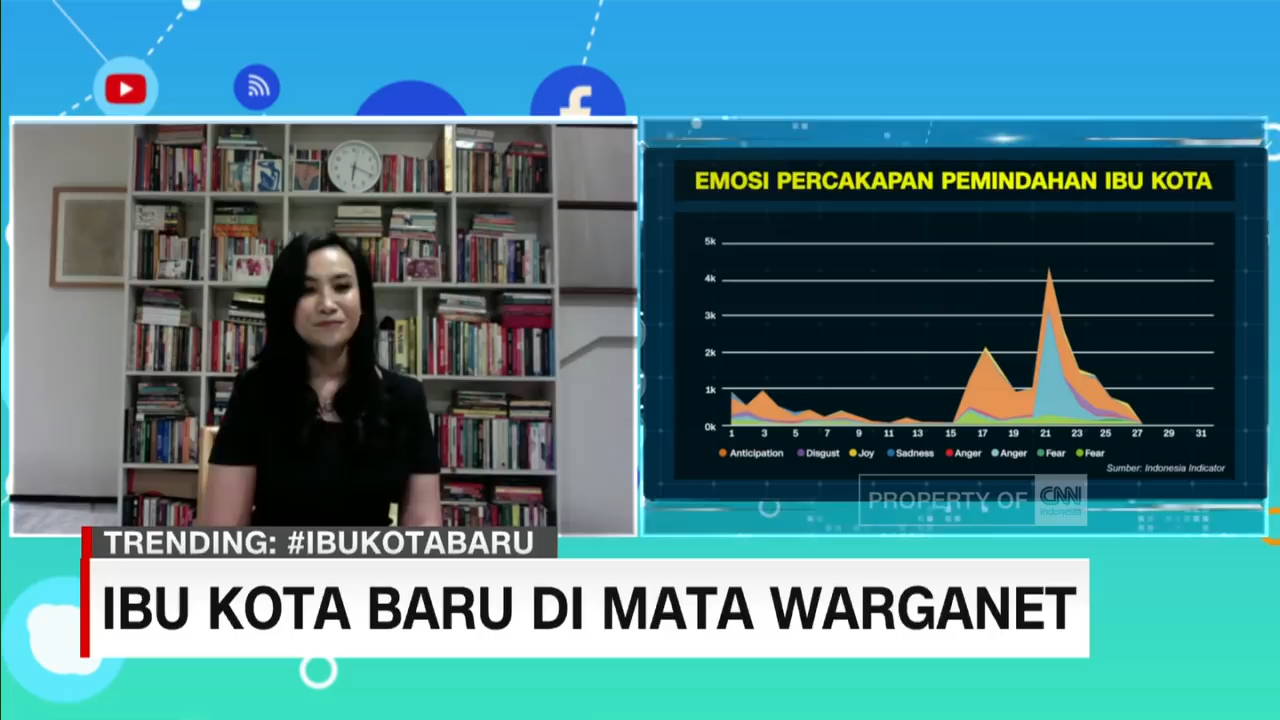 EMOSI PERCAKAPAN PEMINDAHAN IBU KOTA
5k
4k
3k
2k
1k
0k
1 3 5 7 9 11 13 15 17 19 21 23 25 27 29 31
Anticipation Disgust Joy Sadness Anger Anger Fear Fear
Sumber: Indonesia Indicator
PROPERTY OF CNN Indonesia
TRENDING: #IBUKOTABARU
IBU KOTA BARU DI MATA WARGANET